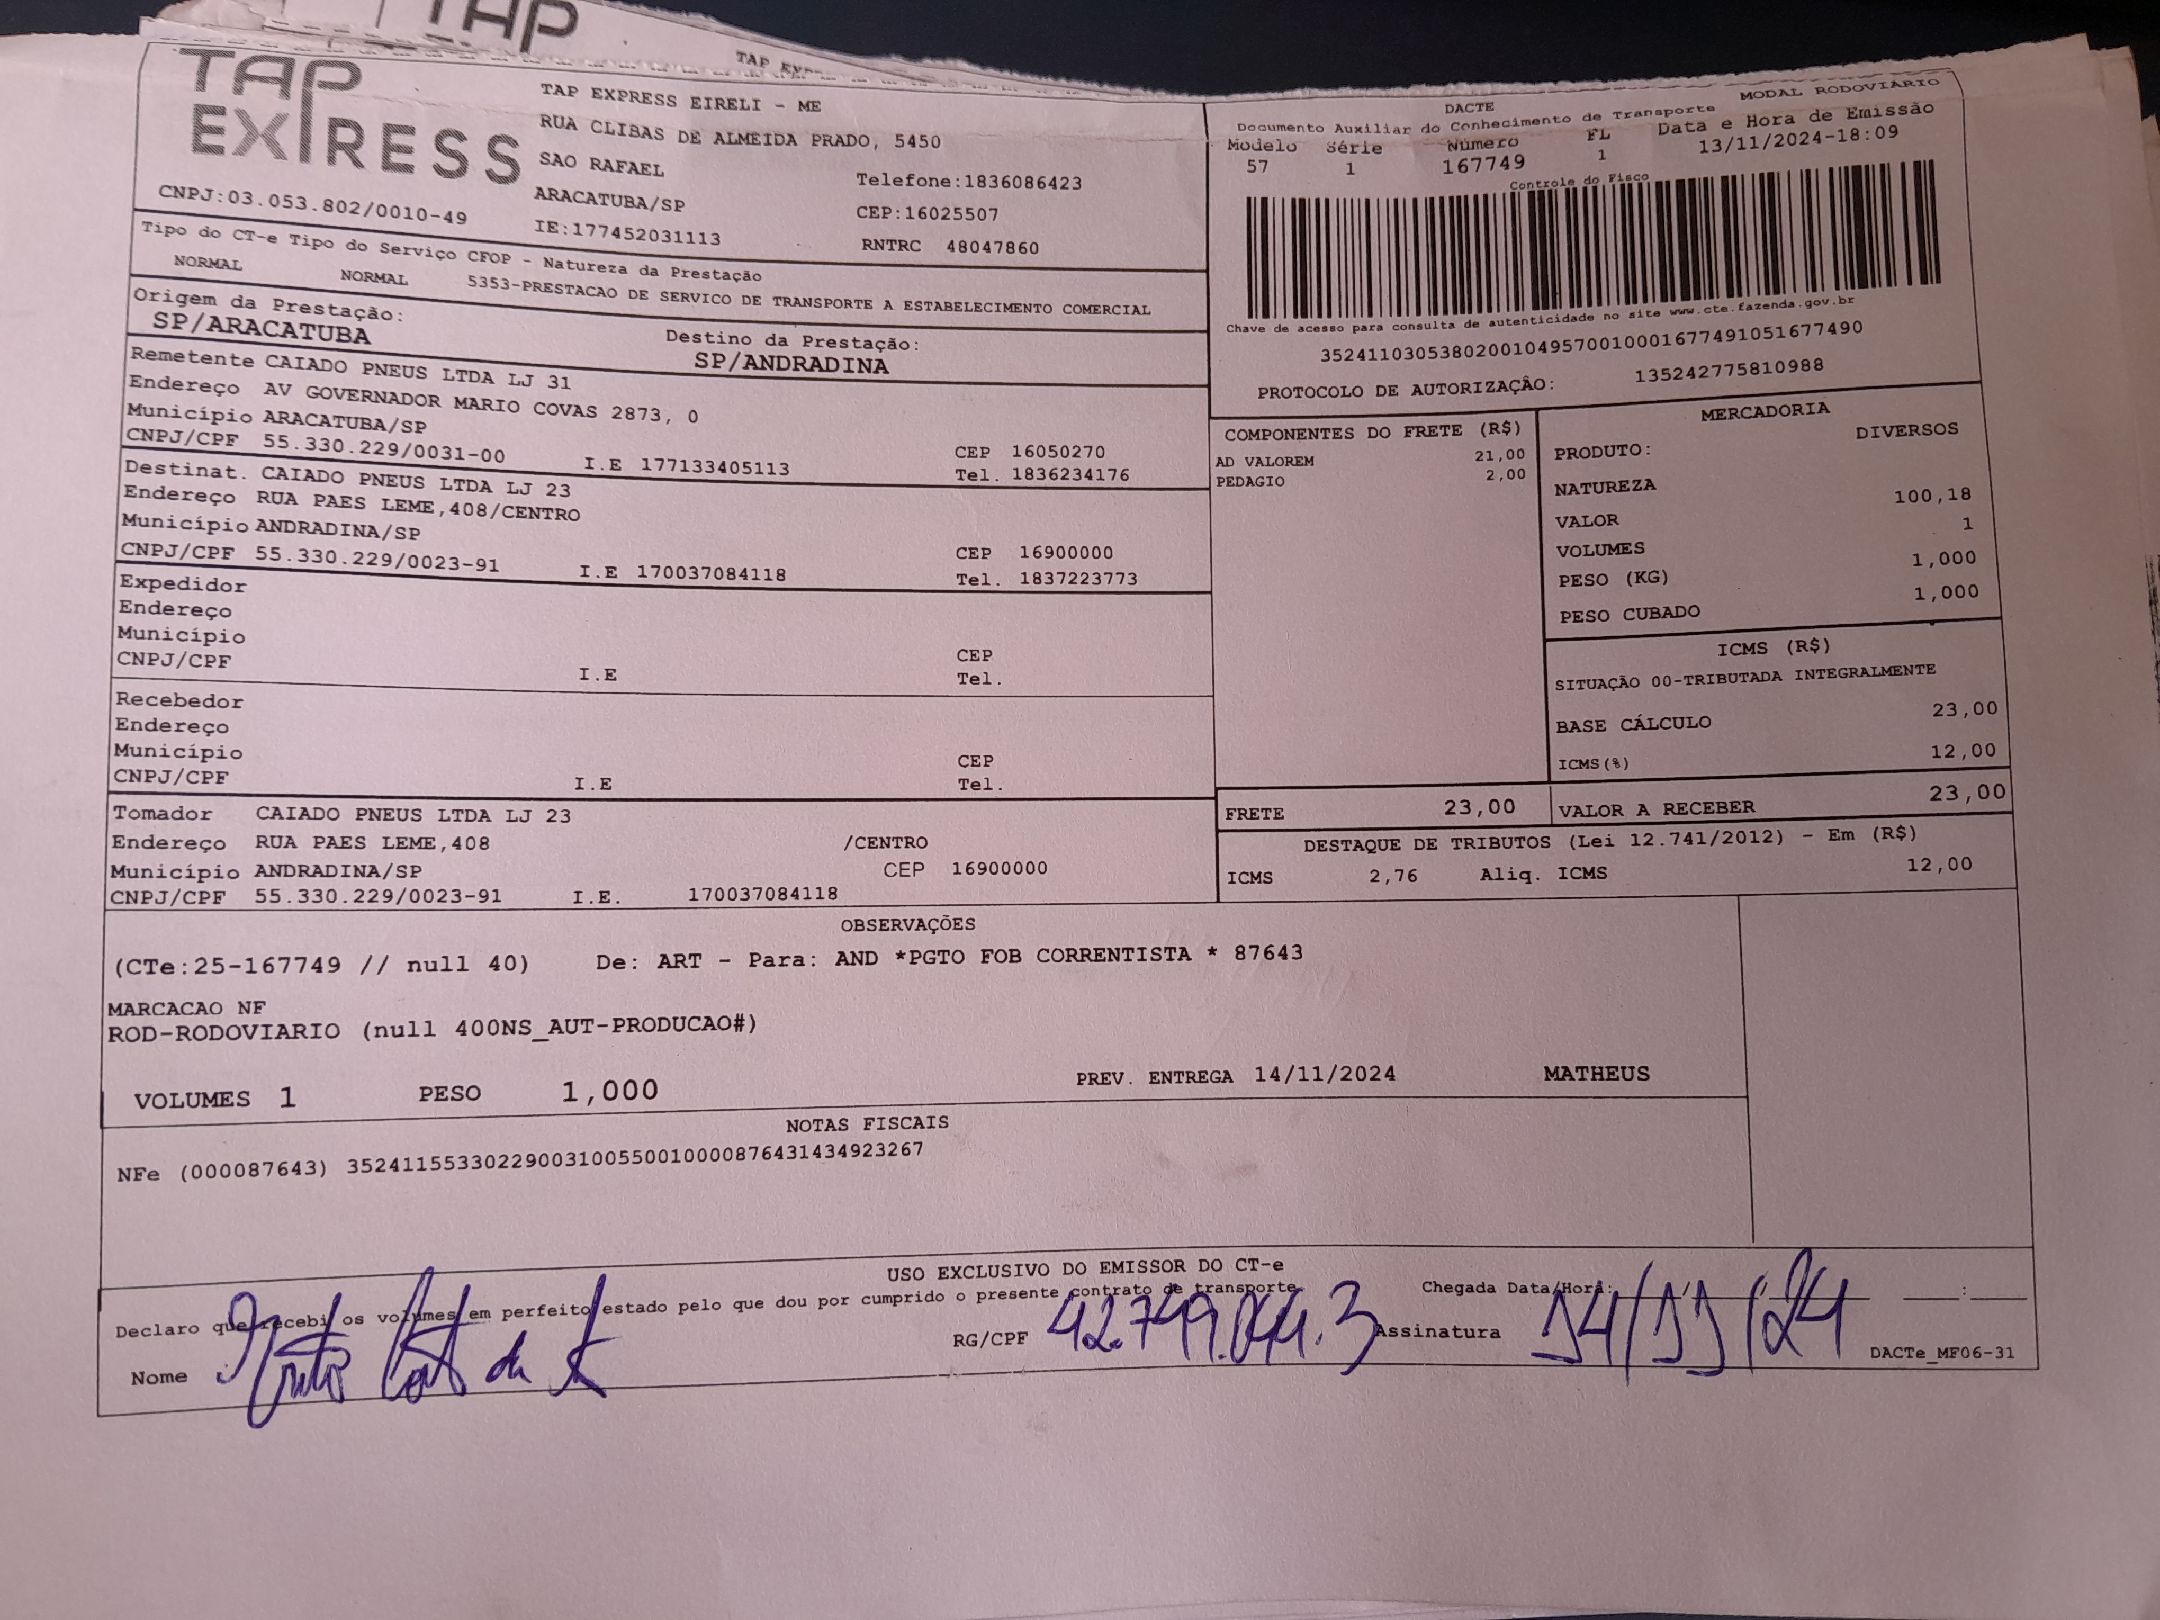 TAP
TAP EXP
TAP EXPRESS
TAP EXPRESS EIRELI - ME
RUA CLIBAS DE ALMEIDA PRADO, 5450
SAO RAFAEL
Telefone:1836086423
ARACATUBA/SP
CEP:16025507
CNPJ:03.053.802/0010-49
IE:177452031113
RNTRC 48047860
Tipo do CT-e Tipo do Serviço CFOP - Natureza da Prestação
NORMAL NORMAL 5353-PRESTACAO DE SERVICO DE TRANSPORTE A ESTABELECIMENTO COMERCIAL
Origem da Prestação:
SP/ARACATUBA
Destino da Prestação:
SP/ANDRADINA
DACTE MODAL RODOVIÁRIO
Documento Auxiliar do Conhecimento de Transporte
Modelo Série Número FL Data e Hora de Emissão
57 1 167749 1 13/11/2024-18:09
Controle do Fisco
Chave de acesso para consulta de autenticidade no site www.cte.fazenda.gov.br
35241103053802001049570010001677491051677490
PROTOCOLO DE AUTORIZAÇÂO: 135242775810988
Remetente CAIADO PNEUS LTDA LJ 31
Endereço AV GOVERNADOR MARIO COVAS 2873, 0
Município ARACATUBA/SP
CEP 16050270
CNPJ/CPF 55.330.229/0031-00 I.E 177133405113 Tel. 1836234176
Destinat. CAIADO PNEUS LTDA LJ 23
Endereço RUA PAES LEME,408/CENTRO
Município ANDRADINA/SP
CEP 16900000
CNPJ/CPF 55.330.229/0023-91 I.E 170037084118 Tel. 1837223773
Expedidor
Endereço
Município
CEP
CNPJ/CPF I.E Tel.
Recebedor
Endereço
Município
CEP
CNPJ/CPF I.E Tel.
Tomador CAIADO PNEUS LTDA LJ 23
Endereço RUA PAES LEME,408 /CENTRO
Município ANDRADINA/SP CEP 16900000
CNPJ/CPF 55.330.229/0023-91 I.E. 170037084118
COMPONENTES DO FRETE (R$)
AD VALOREM 21,00
PEDAGIO 2,00
MERCADORIA
PRODUTO: DIVERSOS
NATUREZA
VALOR 100,18
VOLUMES 1
PESO (KG) 1,000
PESO CUBADO 1,000
ICMS (R$)
SITUAÇÃO 00-TRIBUTADA INTEGRALMENTE
BASE CÁLCULO 23,00
ICMS(%) 12,00
FRETE 23,00 VALOR A RECEBER 23,00
DESTAQUE DE TRIBUTOS (Lei 12.741/2012) - Em (R$)
ICMS 2,76 Aliq. ICMS 12,00
OBSERVAÇÕES
(CTe:25-167749 // null 40) De: ART - Para: AND *PGTO FOB CORRENTISTA * 87643
MARCACAO NF
ROD-RODOVIARIO (null 400NS_AUT-PRODUCAO#)
VOLUMES 1 PESO 1,000 PREV. ENTREGA 14/11/2024 MATHEUS
NOTAS FISCAIS
NFe (000087643) 35241155330229003100550010000876431434923267
USO EXCLUSIVO DO EMISSOR DO CT-e
Declaro que recebi os volumes em perfeito estado pelo que dou por cumprido o presente contrato de transporte
Chegada Data/Hora: / / :
Nome RG/CPF 42.749.044.3 Assinatura 14/11/24
DACTe_MF06-31